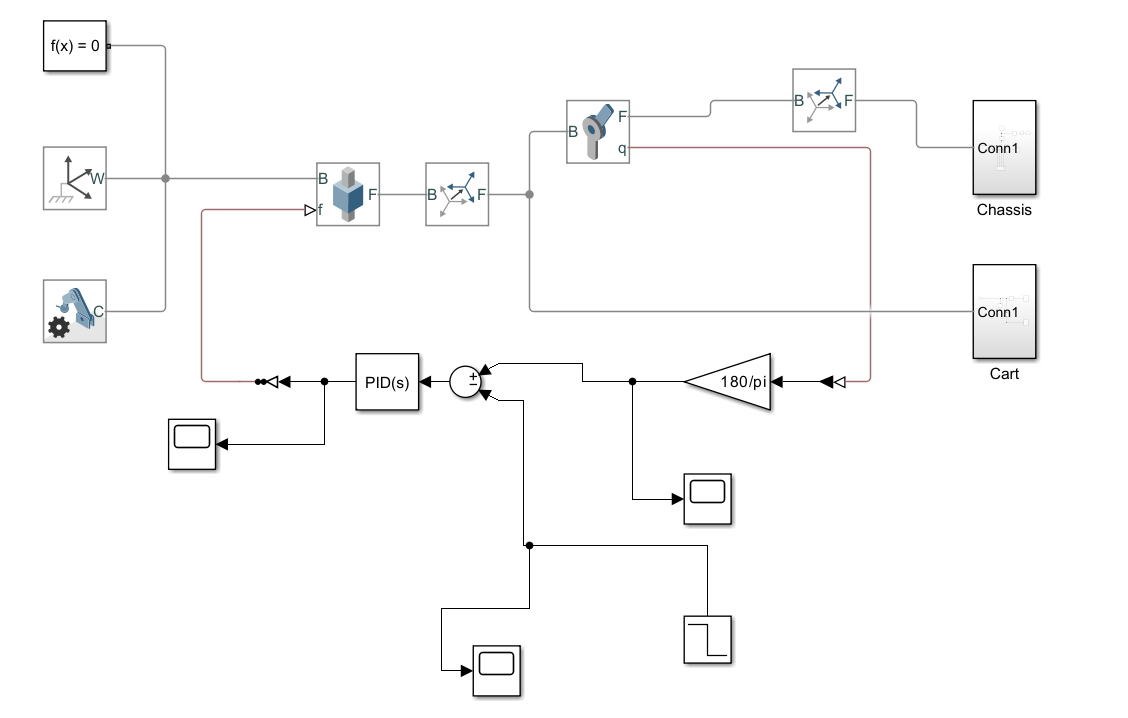 f(x) = 0
W
C
B
f
F
B
F
B
F
q
B
F
Conn1
Chassis
Conn1
Cart
PID(s)
+
−
180/pi